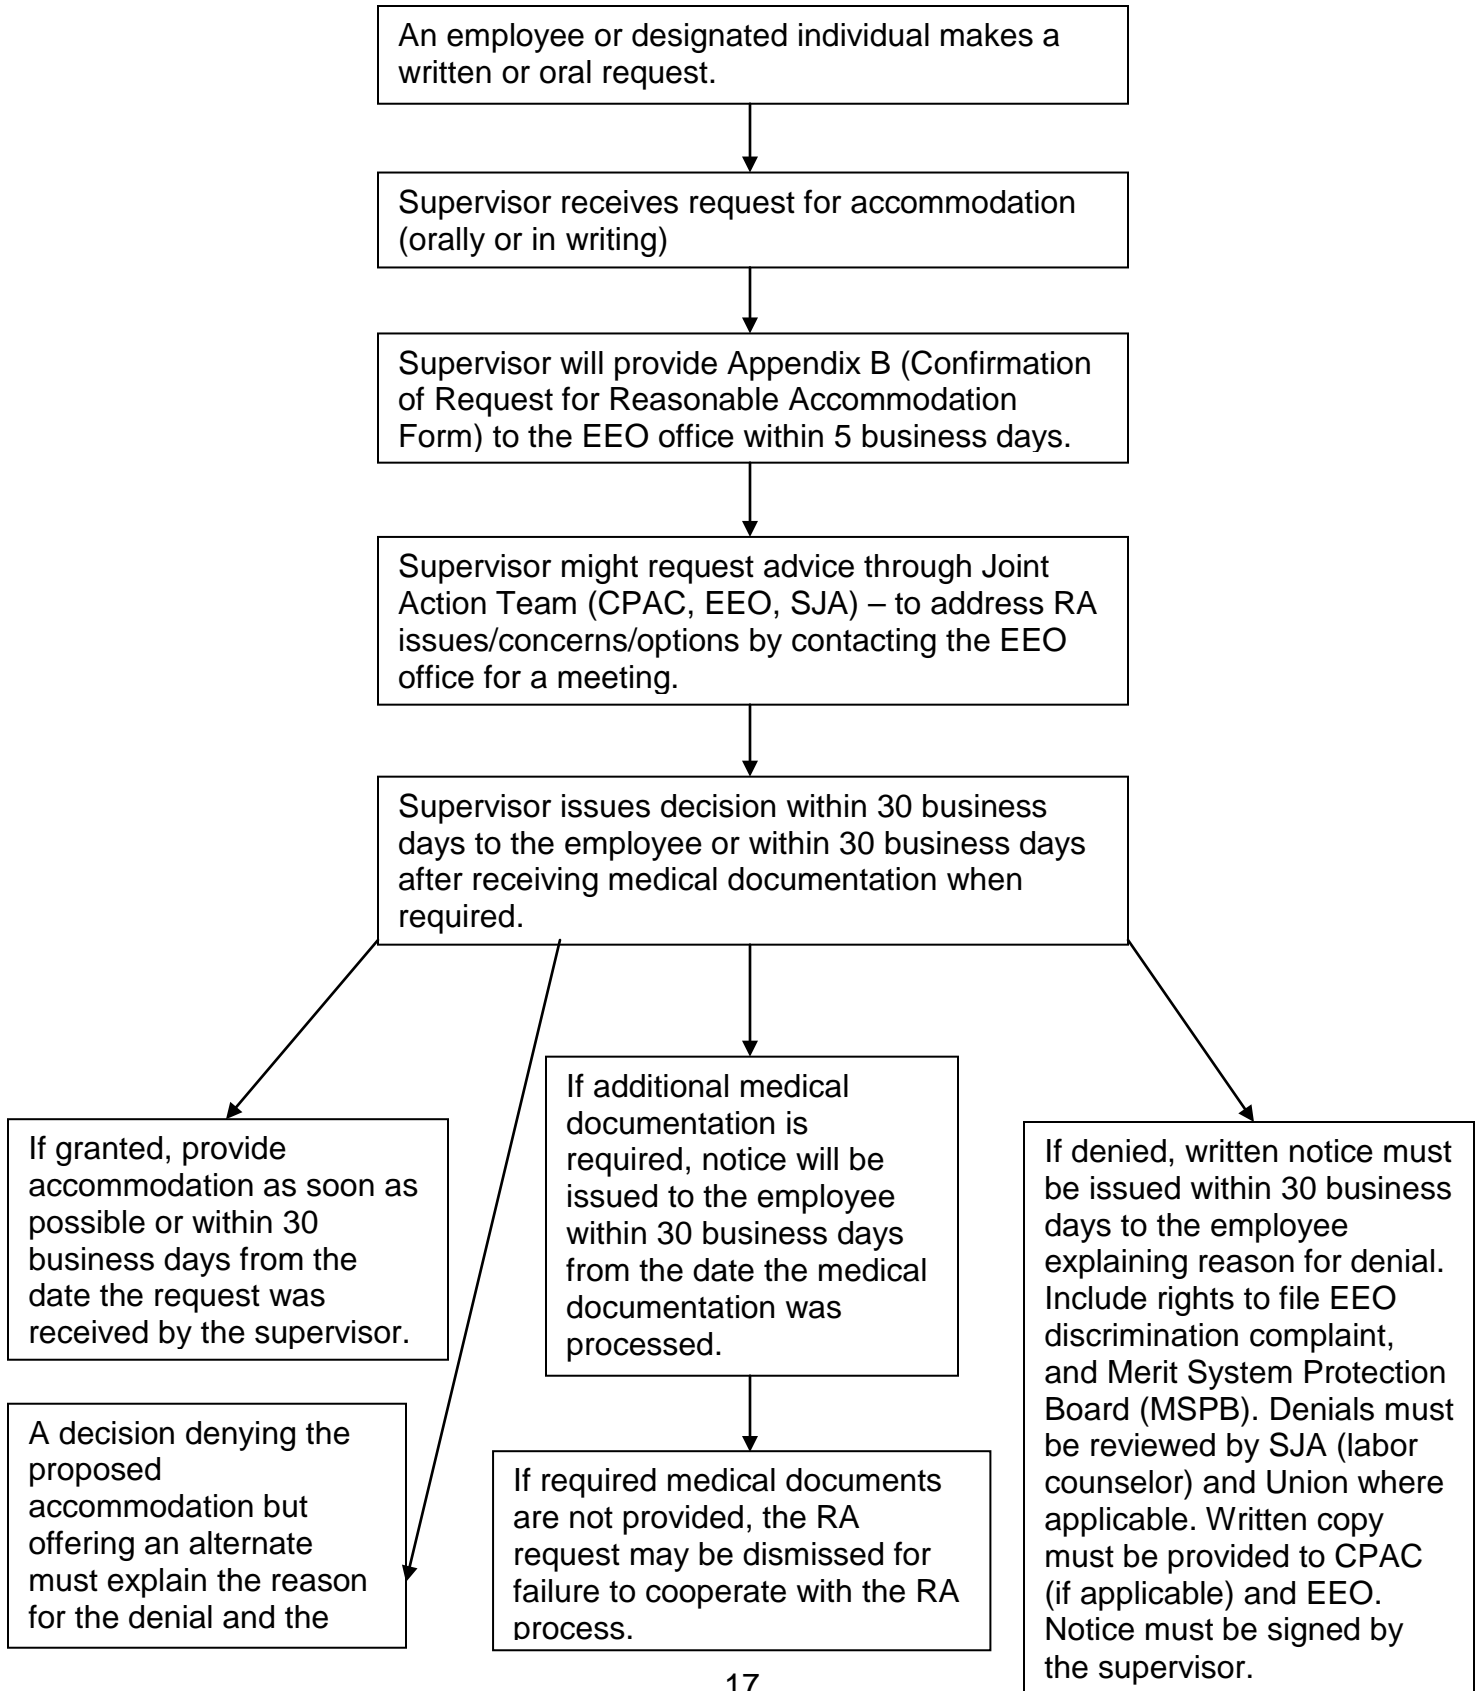 An employee or designated individual makes a
written or oral request.
Supervisor receives request for accommodation
(orally or in writing)
Supervisor will provide Appendix B (Confirmation
of Request for Reasonable Accommodation
Form) to the EEO office within 5 business days.
Supervisor might request advice through Joint
Action Team (CPAC, EEO, SJA) – to address RA
issues/concerns/options by contacting the EEO
office for a meeting.
Supervisor issues decision within 30 business
days to the employee or within 30 business days
after receiving medical documentation when
required.
If granted, provide
accommodation as soon as
possible or within 30
business days from the
date the request was
received by the supervisor.
A decision denying the
proposed
accommodation but
offering an alternate
must explain the reason
for the denial and the
If additional medical
documentation is
required, notice will be
issued to the employee
within 30 business days
from the date the medical
documentation was
processed.
If required medical documents
are not provided, the RA
request may be dismissed for
failure to cooperate with the RA
process.
If denied, written notice must
be issued within 30 business
days to the employee
explaining reason for denial.
Include rights to file EEO
discrimination complaint,
and Merit System Protection
Board (MSPB). Denials must
be reviewed by SJA (labor
counselor) and Union where
applicable. Written copy
must be provided to CPAC
(if applicable) and EEO.
Notice must be signed by
the supervisor.
17